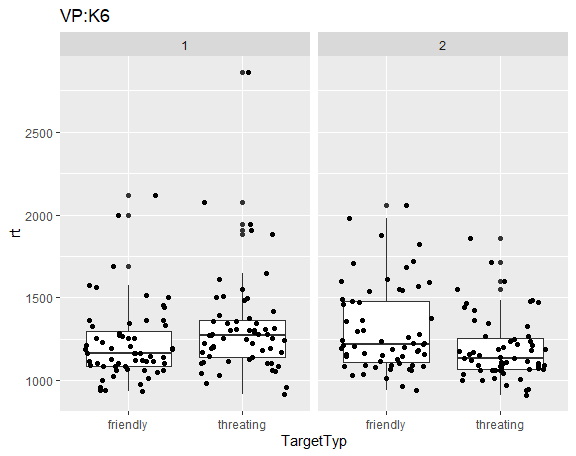 VP:K6
1
2
2500
2000
1500
1000
rt
friendly
threating
friendly
threating
TargetTyp